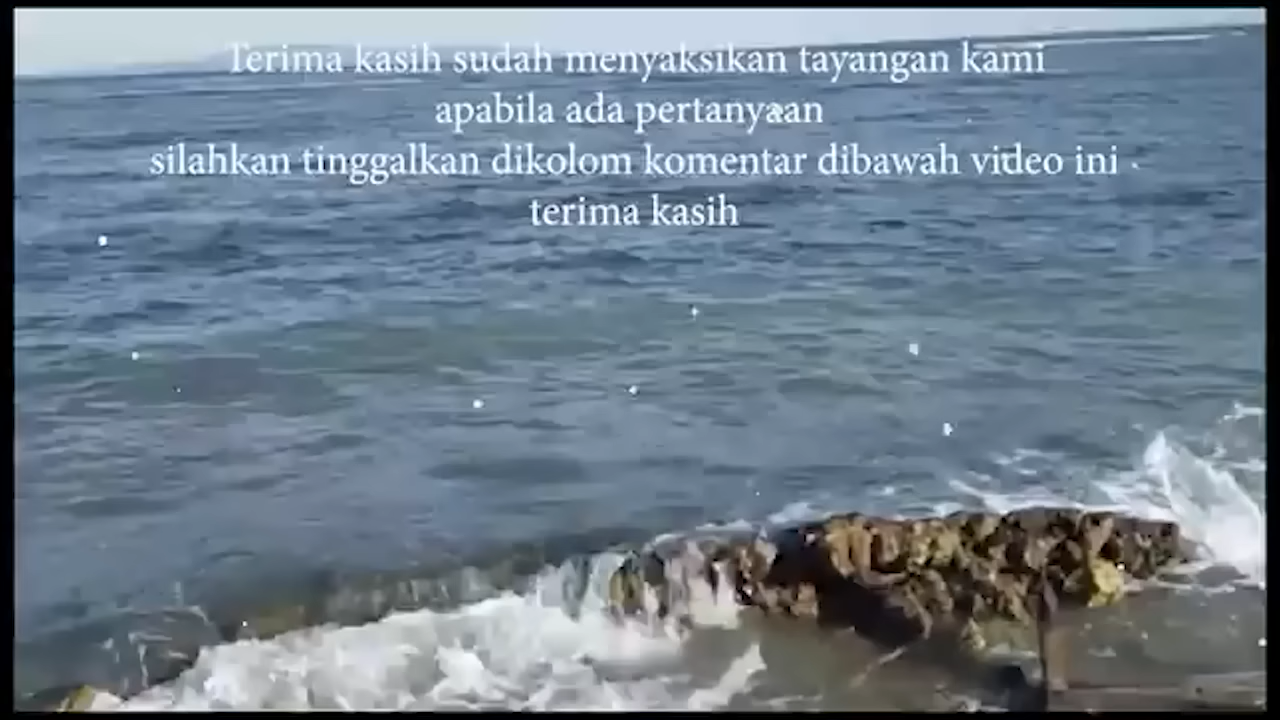 Terima kasih sudah menyaksikan tayangan kami
apabila ada pertanyaan
silahkan tinggalkan dikolom komentar dibawah video ini
terima kasih